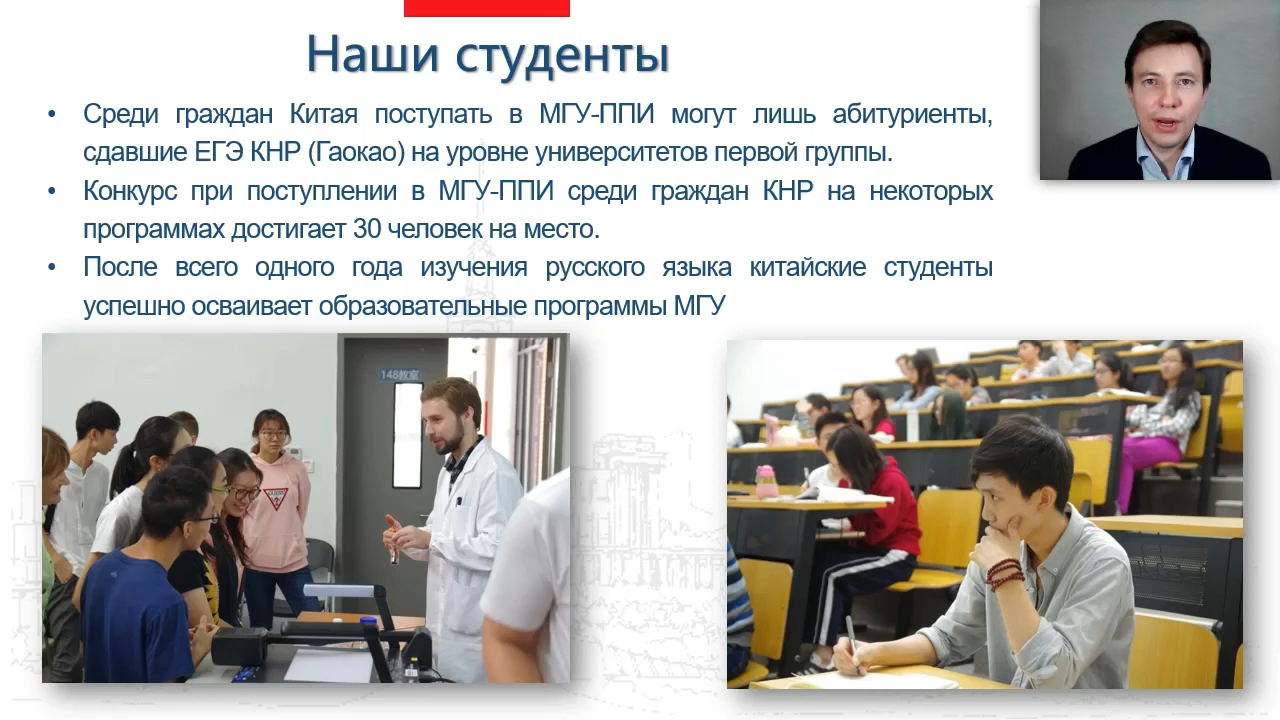 Наши студенты
• Среди граждан Китая поступать в МГУ-ППИ могут лишь абитуриенты,
сдавшие ЕГЭ КНР (Гаокао) на уровне университетов первой группы.
• Конкурс при поступлении в МГУ-ППИ среди граждан КНР на некоторых
программах достигает 30 человек на место.
• После всего одного года изучения русского языка китайские студенты
успешно осваивает образовательные программы МГУ
148教室